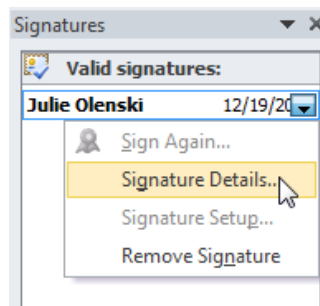 Signatures
Valid signatures:
Julie Olenski 12/19/20
Sign Again...
Signature Details...
Signature Setup...
Remove Signature